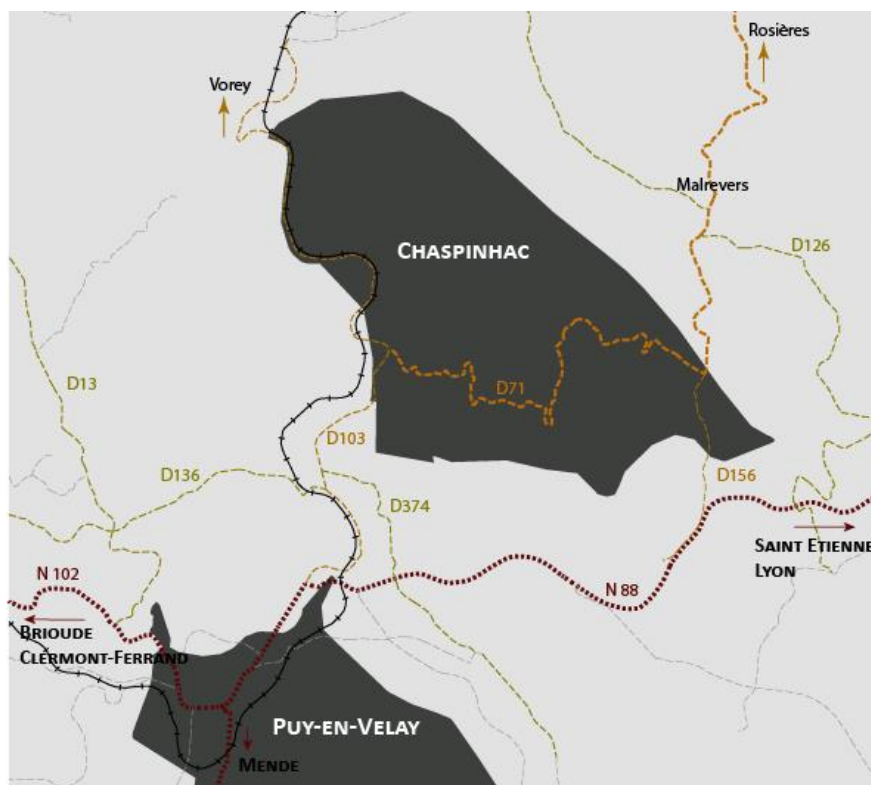 Rosières
Vorey
Malrevers
D126
CHASPINHAC
D13
D71
D103
D136
D156
D374
SAINT ETIENNE
LYON
N 102
N 88
BRIOUDE
CLERMONT-FERRAND
PUY-EN-VELAY
MENDE